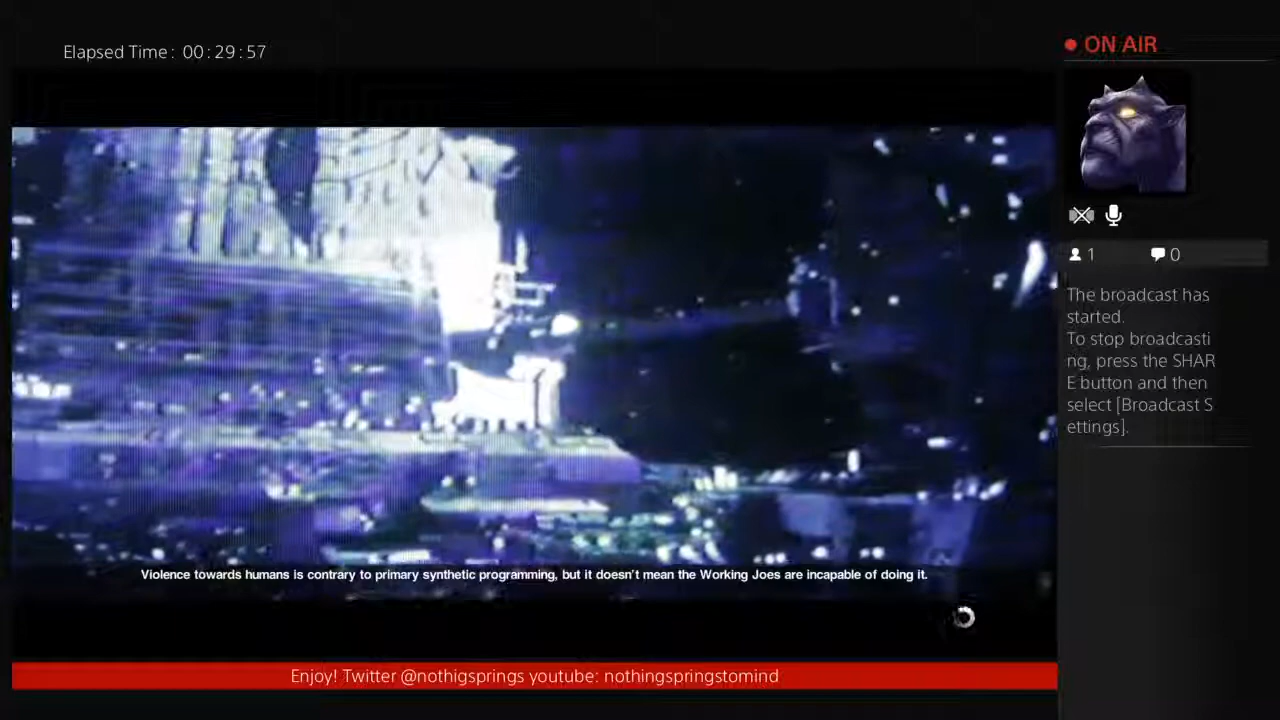 Elapsed Time: 00:29:57
ON AIR
1
0
The broadcast has
started.
To stop broadcasti
ng, press the SHAR
E button and then
select [Broadcast S
ettings].
Violence towards humans is contrary to primary synthetic programming, but it doesn't mean the Working Joes are incapable of doing it.
Enjoy! Twitter @nothigsprings youtube: nothingspringstomind